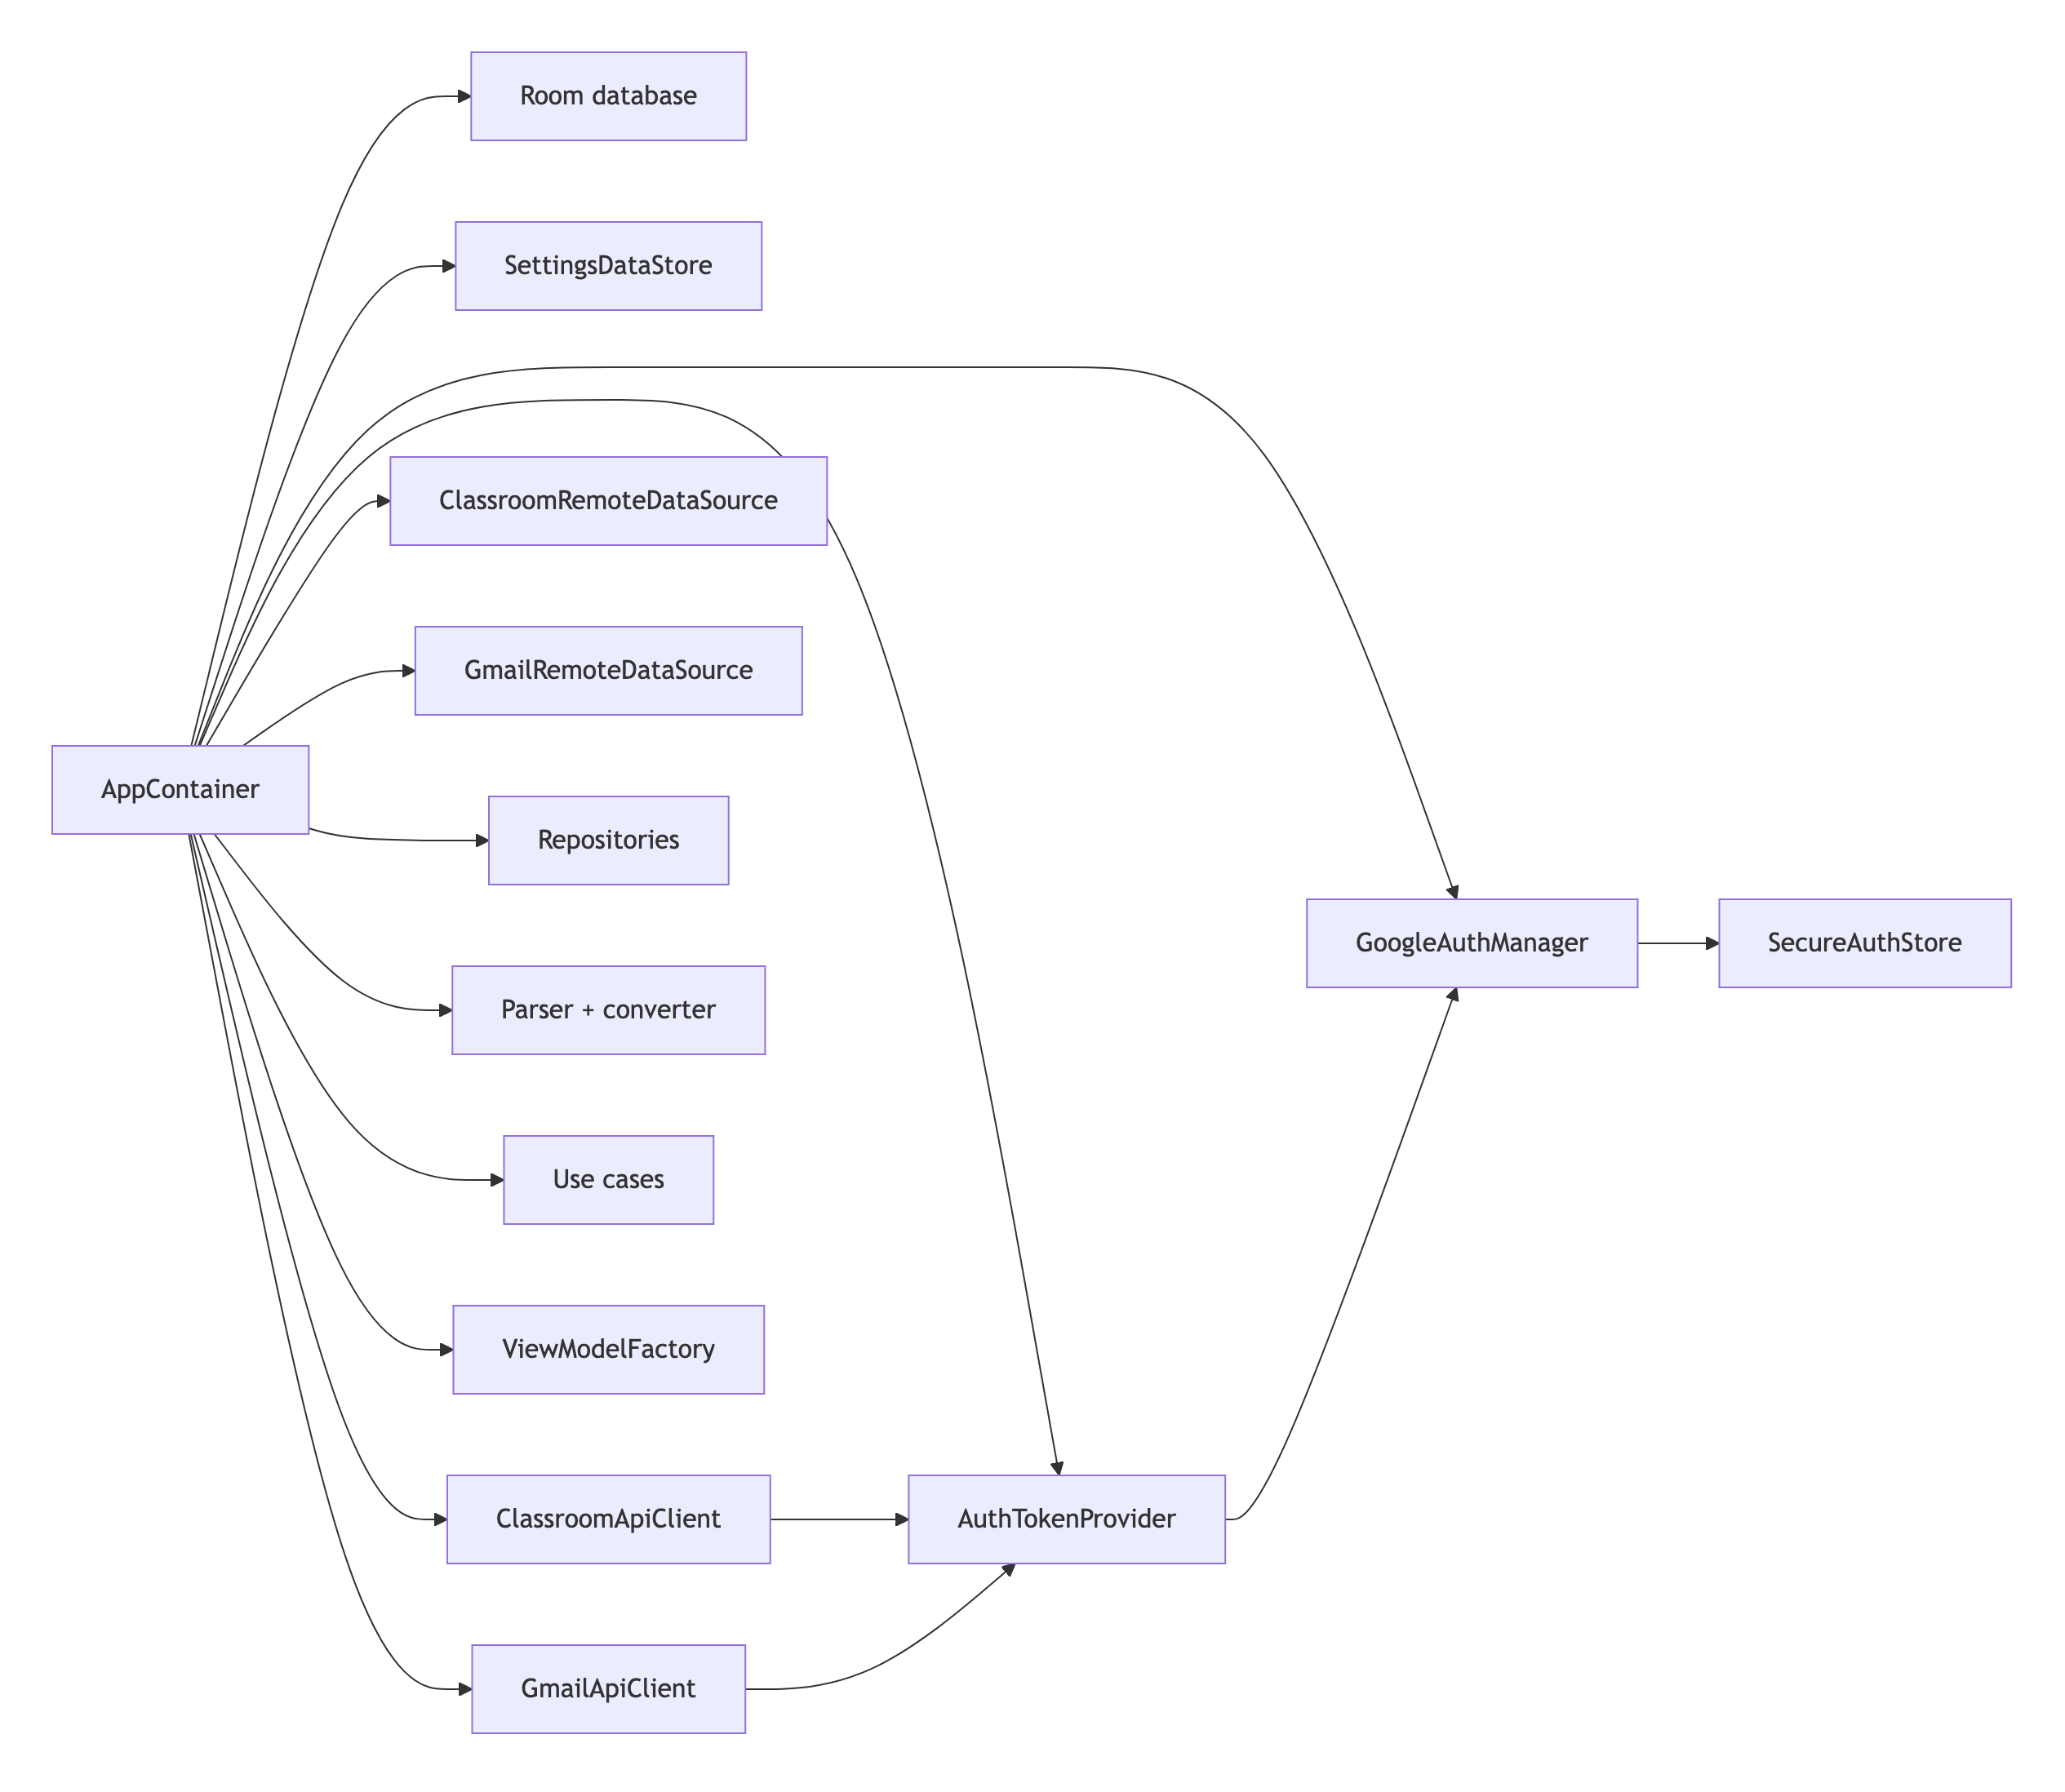 Room database
SettingsDataStore
ClassroomRemoteDataSource
GmailRemoteDataSource
AppContainer
Repositories
GoogleAuthManager
SecureAuthStore
Parser + converter
Use cases
ViewModelFactory
ClassroomApiClient
AuthTokenProvider
GmailApiClient